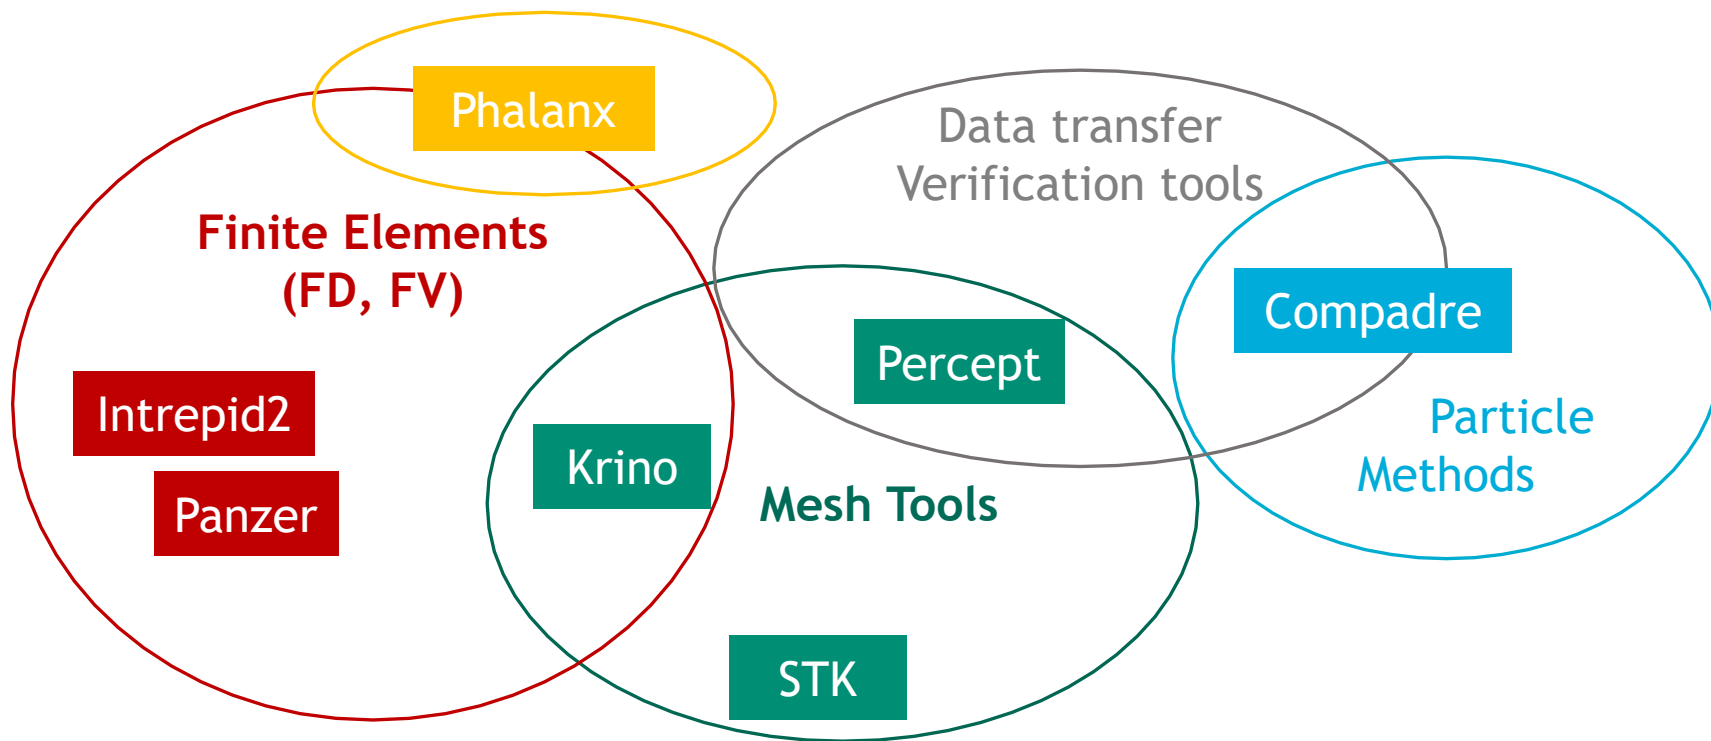 Phalanx
Data transfer
Verification tools
Finite Elements
(FD, FV)
Compadre
Percept
Intrepid2
Particle
Methods
Krino
Mesh Tools
Panzer
STK